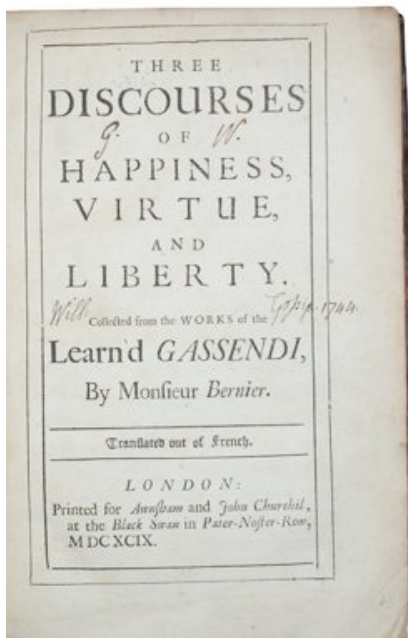 THREE
DISCOURSES
G. OF W.
HAPPINESS,
VIRTUE,
AND
LIBERTY.
Will. 1744.
Collected from the WORKS of the
Learn'd GASSENDI,
By Monſieur Bernier.
Tranſlated out of French.
LONDON:
Printed for Awnſham and John Churchil,
at the Black Swan in Pater-Noſter-Row,
MDCXCIX.